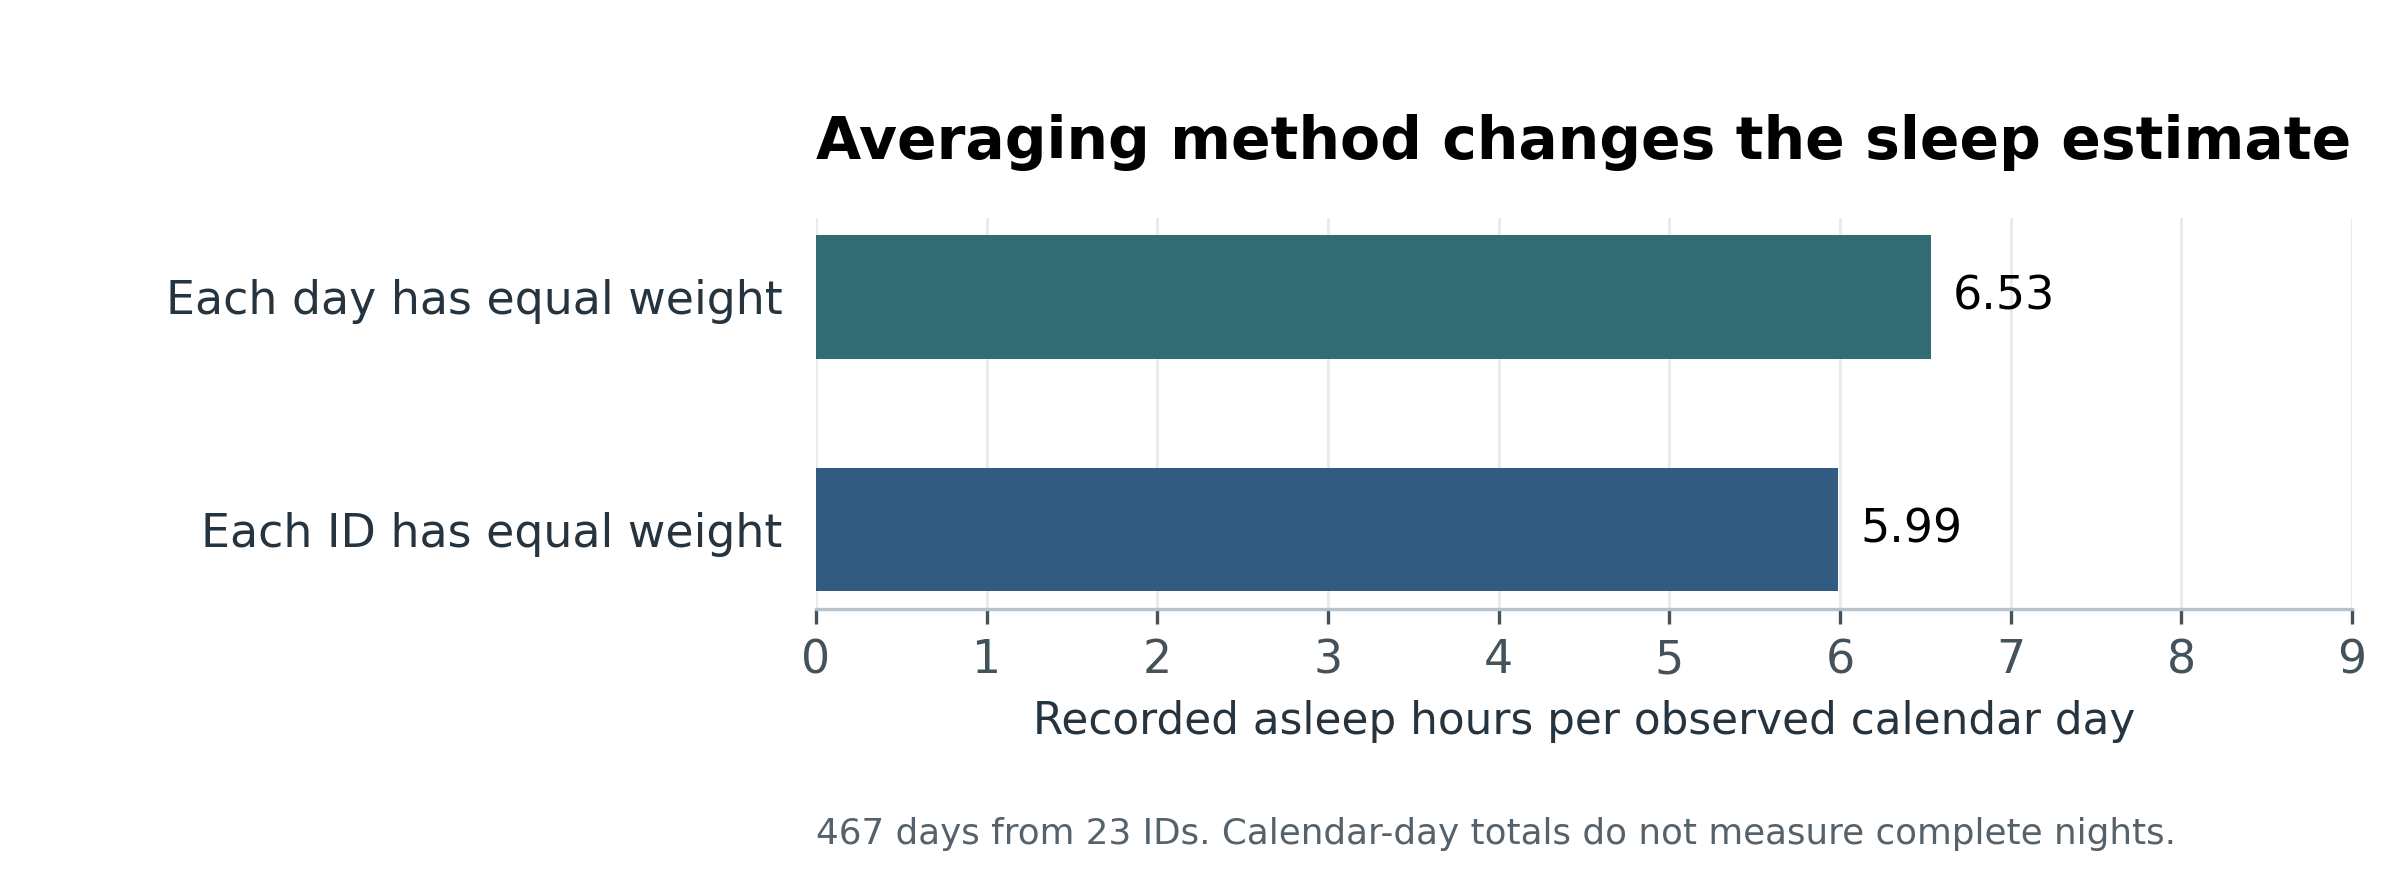 Averaging method changes the sleep estimate
Each day has equal weight
6.53
Each ID has equal weight
5.99
0 1 2 3 4 5 6 7 8 9
Recorded asleep hours per observed calendar day
467 days from 23 IDs. Calendar-day totals do not measure complete nights.